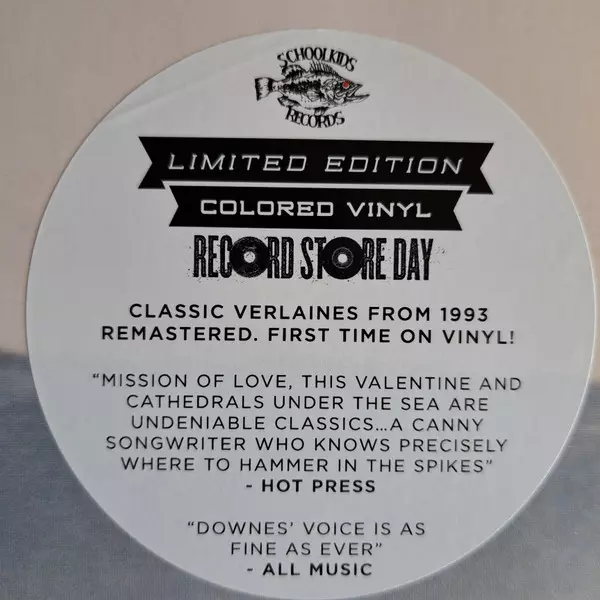 SCHOOLKIDS
RECORDS
LIMITED EDITION
COLORED VINYL
RECORD STORE DAY
CLASSIC VERLAINES FROM 1993
REMASTERED. FIRST TIME ON VINYL!
“MISSION OF LOVE, THIS VALENTINE AND
CATHEDRALS UNDER THE SEA ARE
UNDENIABLE CLASSICS...A CANNY
SONGWRITER WHO KNOWS PRECISELY
WHERE TO HAMMER IN THE SPIKES”
- HOT PRESS
“DOWNES’ VOICE IS AS
FINE AS EVER”
- ALL MUSIC